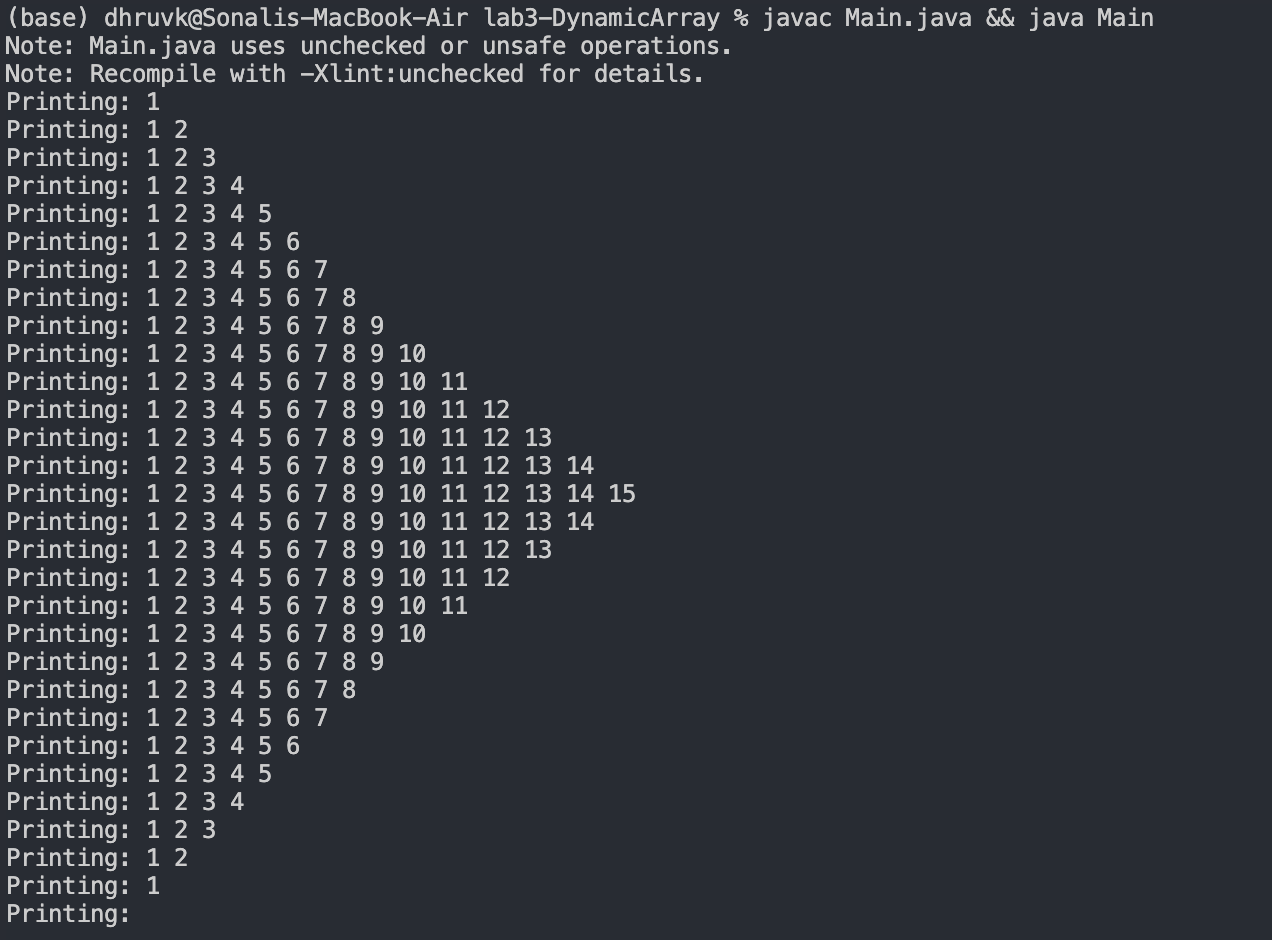 (base) dhruvk@Sonalis-MacBook-Air lab3-DynamicArray % javac Main.java && java Main
Note: Main.java uses unchecked or unsafe operations.
Note: Recompile with -Xlint:unchecked for details.
Printing: 1
Printing: 1 2
Printing: 1 2 3
Printing: 1 2 3 4
Printing: 1 2 3 4 5
Printing: 1 2 3 4 5 6
Printing: 1 2 3 4 5 6 7
Printing: 1 2 3 4 5 6 7 8
Printing: 1 2 3 4 5 6 7 8 9
Printing: 1 2 3 4 5 6 7 8 9 10
Printing: 1 2 3 4 5 6 7 8 9 10 11
Printing: 1 2 3 4 5 6 7 8 9 10 11 12
Printing: 1 2 3 4 5 6 7 8 9 10 11 12 13
Printing: 1 2 3 4 5 6 7 8 9 10 11 12 13 14
Printing: 1 2 3 4 5 6 7 8 9 10 11 12 13 14 15
Printing: 1 2 3 4 5 6 7 8 9 10 11 12 13 14
Printing: 1 2 3 4 5 6 7 8 9 10 11 12 13
Printing: 1 2 3 4 5 6 7 8 9 10 11 12
Printing: 1 2 3 4 5 6 7 8 9 10 11
Printing: 1 2 3 4 5 6 7 8 9 10
Printing: 1 2 3 4 5 6 7 8 9
Printing: 1 2 3 4 5 6 7 8
Printing: 1 2 3 4 5 6 7
Printing: 1 2 3 4 5 6
Printing: 1 2 3 4 5
Printing: 1 2 3 4
Printing: 1 2 3
Printing: 1 2
Printing: 1
Printing: